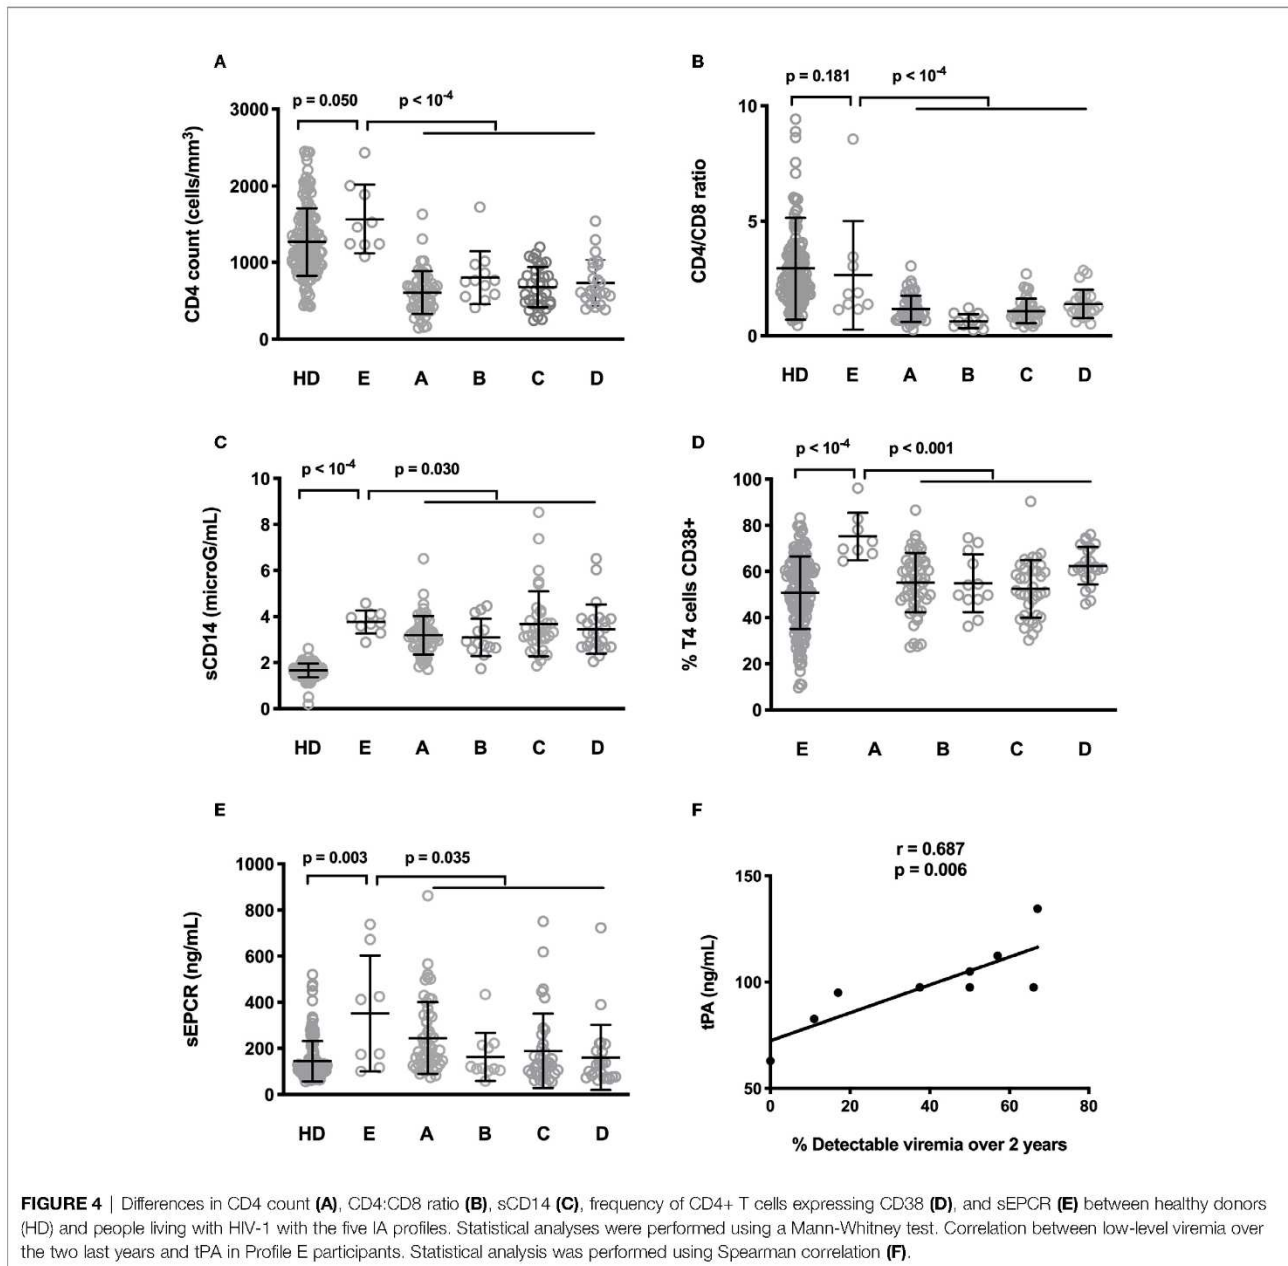 A
p = 0.050
p < 10-4
3000
2000
1000
0
CD4 count (cells/mm3)
HD E A B C D
B
p = 0.181
p < 10-4
10
5
0
CD4/CD8 ratio
HD E A B C D
C
p < 10-4
p = 0.030
10
8
6
4
2
0
sCD14 (microG/mL)
HD E A B C D
D
p < 10-4
p < 0.001
100
80
60
40
20
0
% T4 cells CD38+
E A B C D
E
p = 0.003
p = 0.035
1000
800
600
400
200
0
sEPCR (ng/mL)
HD E A B C D
F
r = 0.687
p = 0.006
150
100
50
tPA (ng/mL)
0 20 40 60 80
% Detectable viremia over 2 years
FIGURE 4 | Differences in CD4 count (A), CD4:CD8 ratio (B), sCD14 (C), frequency of CD4+ T cells expressing CD38 (D), and sEPCR (E) between healthy donors
(HD) and people living with HIV-1 with the five IA profiles. Statistical analyses were performed using a Mann-Whitney test. Correlation between low-level viremia over
the two last years and tPA in Profile E participants. Statistical analysis was performed using Spearman correlation (F).